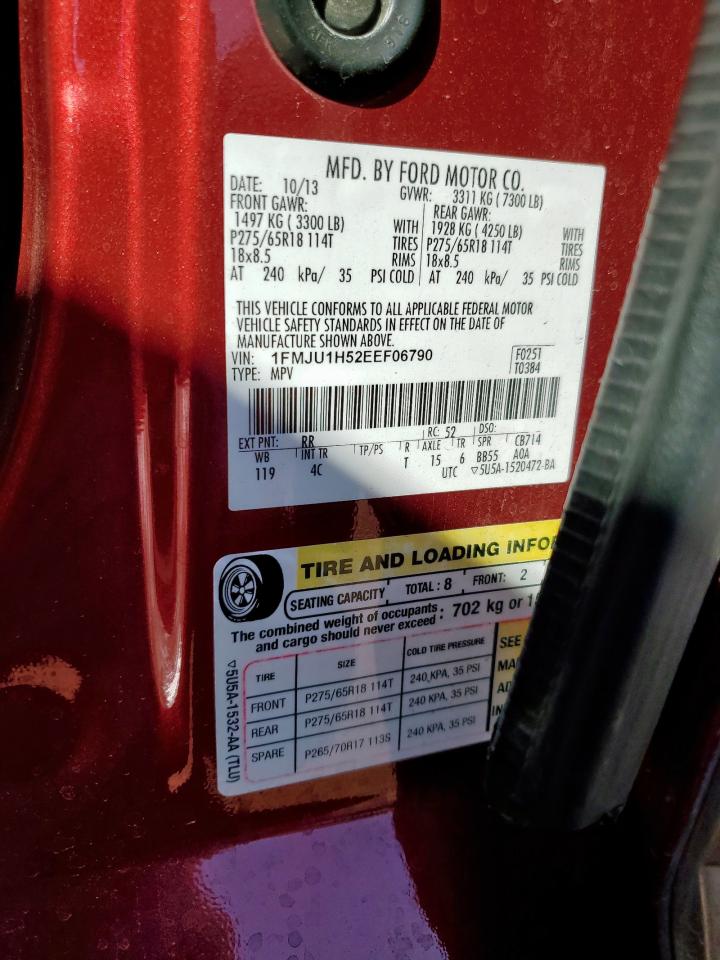 MFD. BY FORD MOTOR CO.
DATE: 10/13 GVWR: 3311 KG (7300 LB)
FRONT GAWR: REAR GAWR:
1497 KG (3300 LB) WITH 1928 KG (4250 LB) WITH
P275/65R18 114T TIRES P275/65R18 114T TIRES
18x8.5 RIMS 18x8.5 RIMS
AT 240 kPa/ 35 PSI COLD AT 240 kPa/ 35 PSI COLD
THIS VEHICLE CONFORMS TO ALL APPLICABLE FEDERAL MOTOR
VEHICLE SAFETY STANDARDS IN EFFECT ON THE DATE OF
MANUFACTURE SHOWN ABOVE.
VIN: 1FMJU1H52EEF06790 F0251
TYPE: MPV T0384
EXT PNT: RR RC: 52 DSO:
WB INT TR TP/PS R AXLE TR SPR CB714
119 4C T 15 6 BB55 AOA
UTC ▽5U5A-1520472-BA
TIRE AND LOADING
SEATING CAPACITY TOTAL: 8 FRONT: 2
The combined weight of occupants
and cargo should never exceed : 702 kg or
TIRE SIZE COLD TIRE PRESSURE
FRONT P275/65R18 114T 240 KPA, 35 PSI
REAR P275/65R18 114T 240 KPA, 35 PSI
SPARE P265/70R17 113S 240 KPA, 35 PSI
SEE
▽5U5A-1532-AA (TLU)